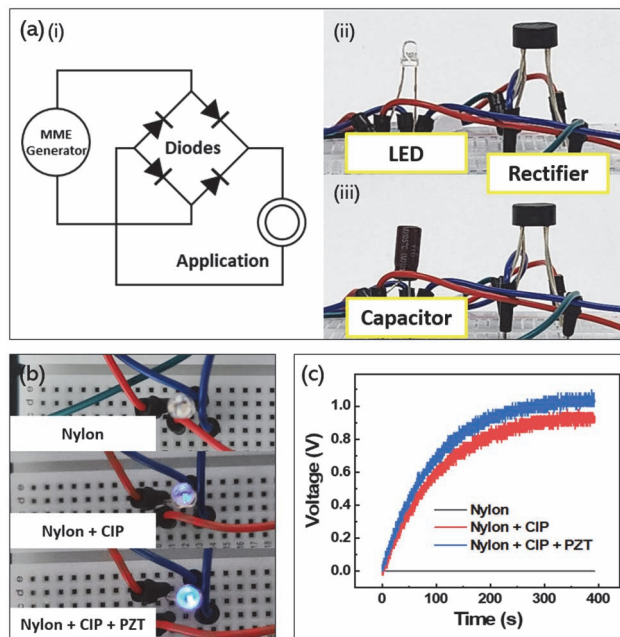 (a) (i)
MME
Generator
Diodes
Application
(ii)
LED
Rectifier
(iii)
Capacitor
(b)
Nylon
Nylon + CIP
Nylon + CIP + PZT
(c)
Voltage (V)
1.0
0.8
0.6
0.4
0.2
0.0
Nylon
Nylon + CIP
Nylon + CIP + PZT
0 100 200 300 400
Time (s)